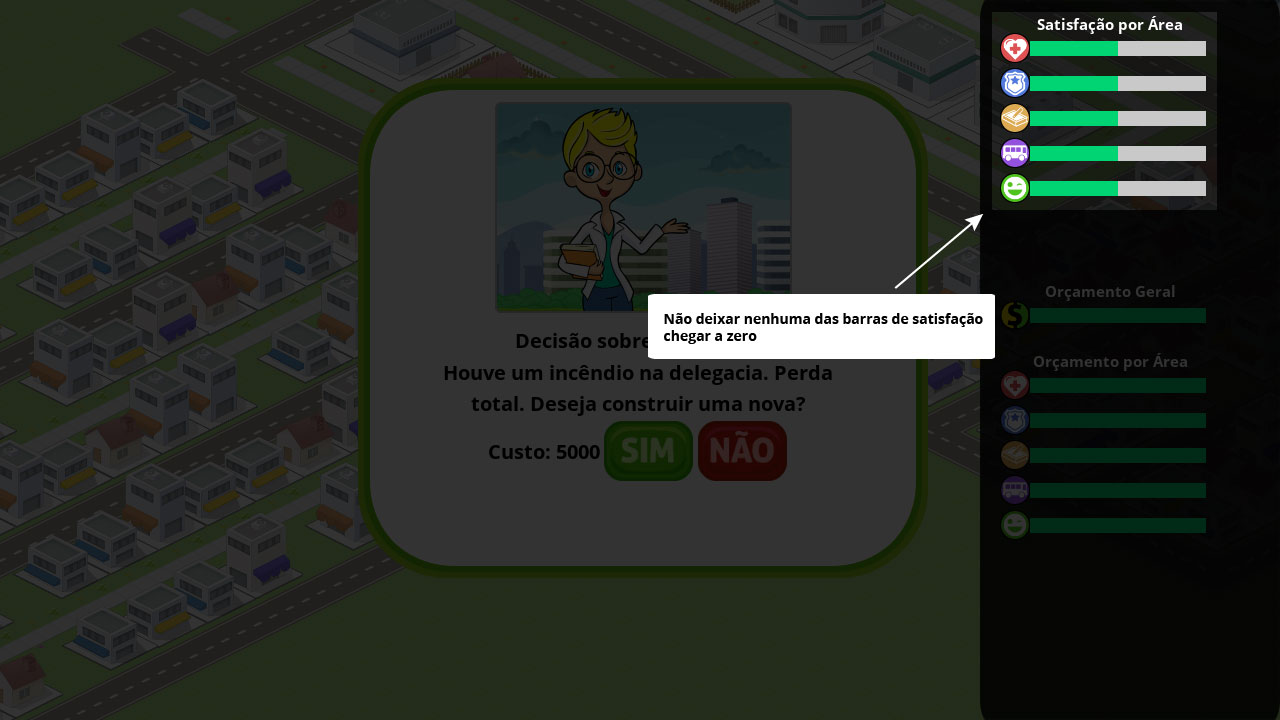 Satisfação por Área
Orçamento Geral
Não deixar nenhuma das barras de satisfação
chegar a zero
Decisão sobre
Orçamento por Área
Houve um incêndio na delegacia. Perda
total. Deseja construir uma nova?
Custo: 5000 SIM NÃO